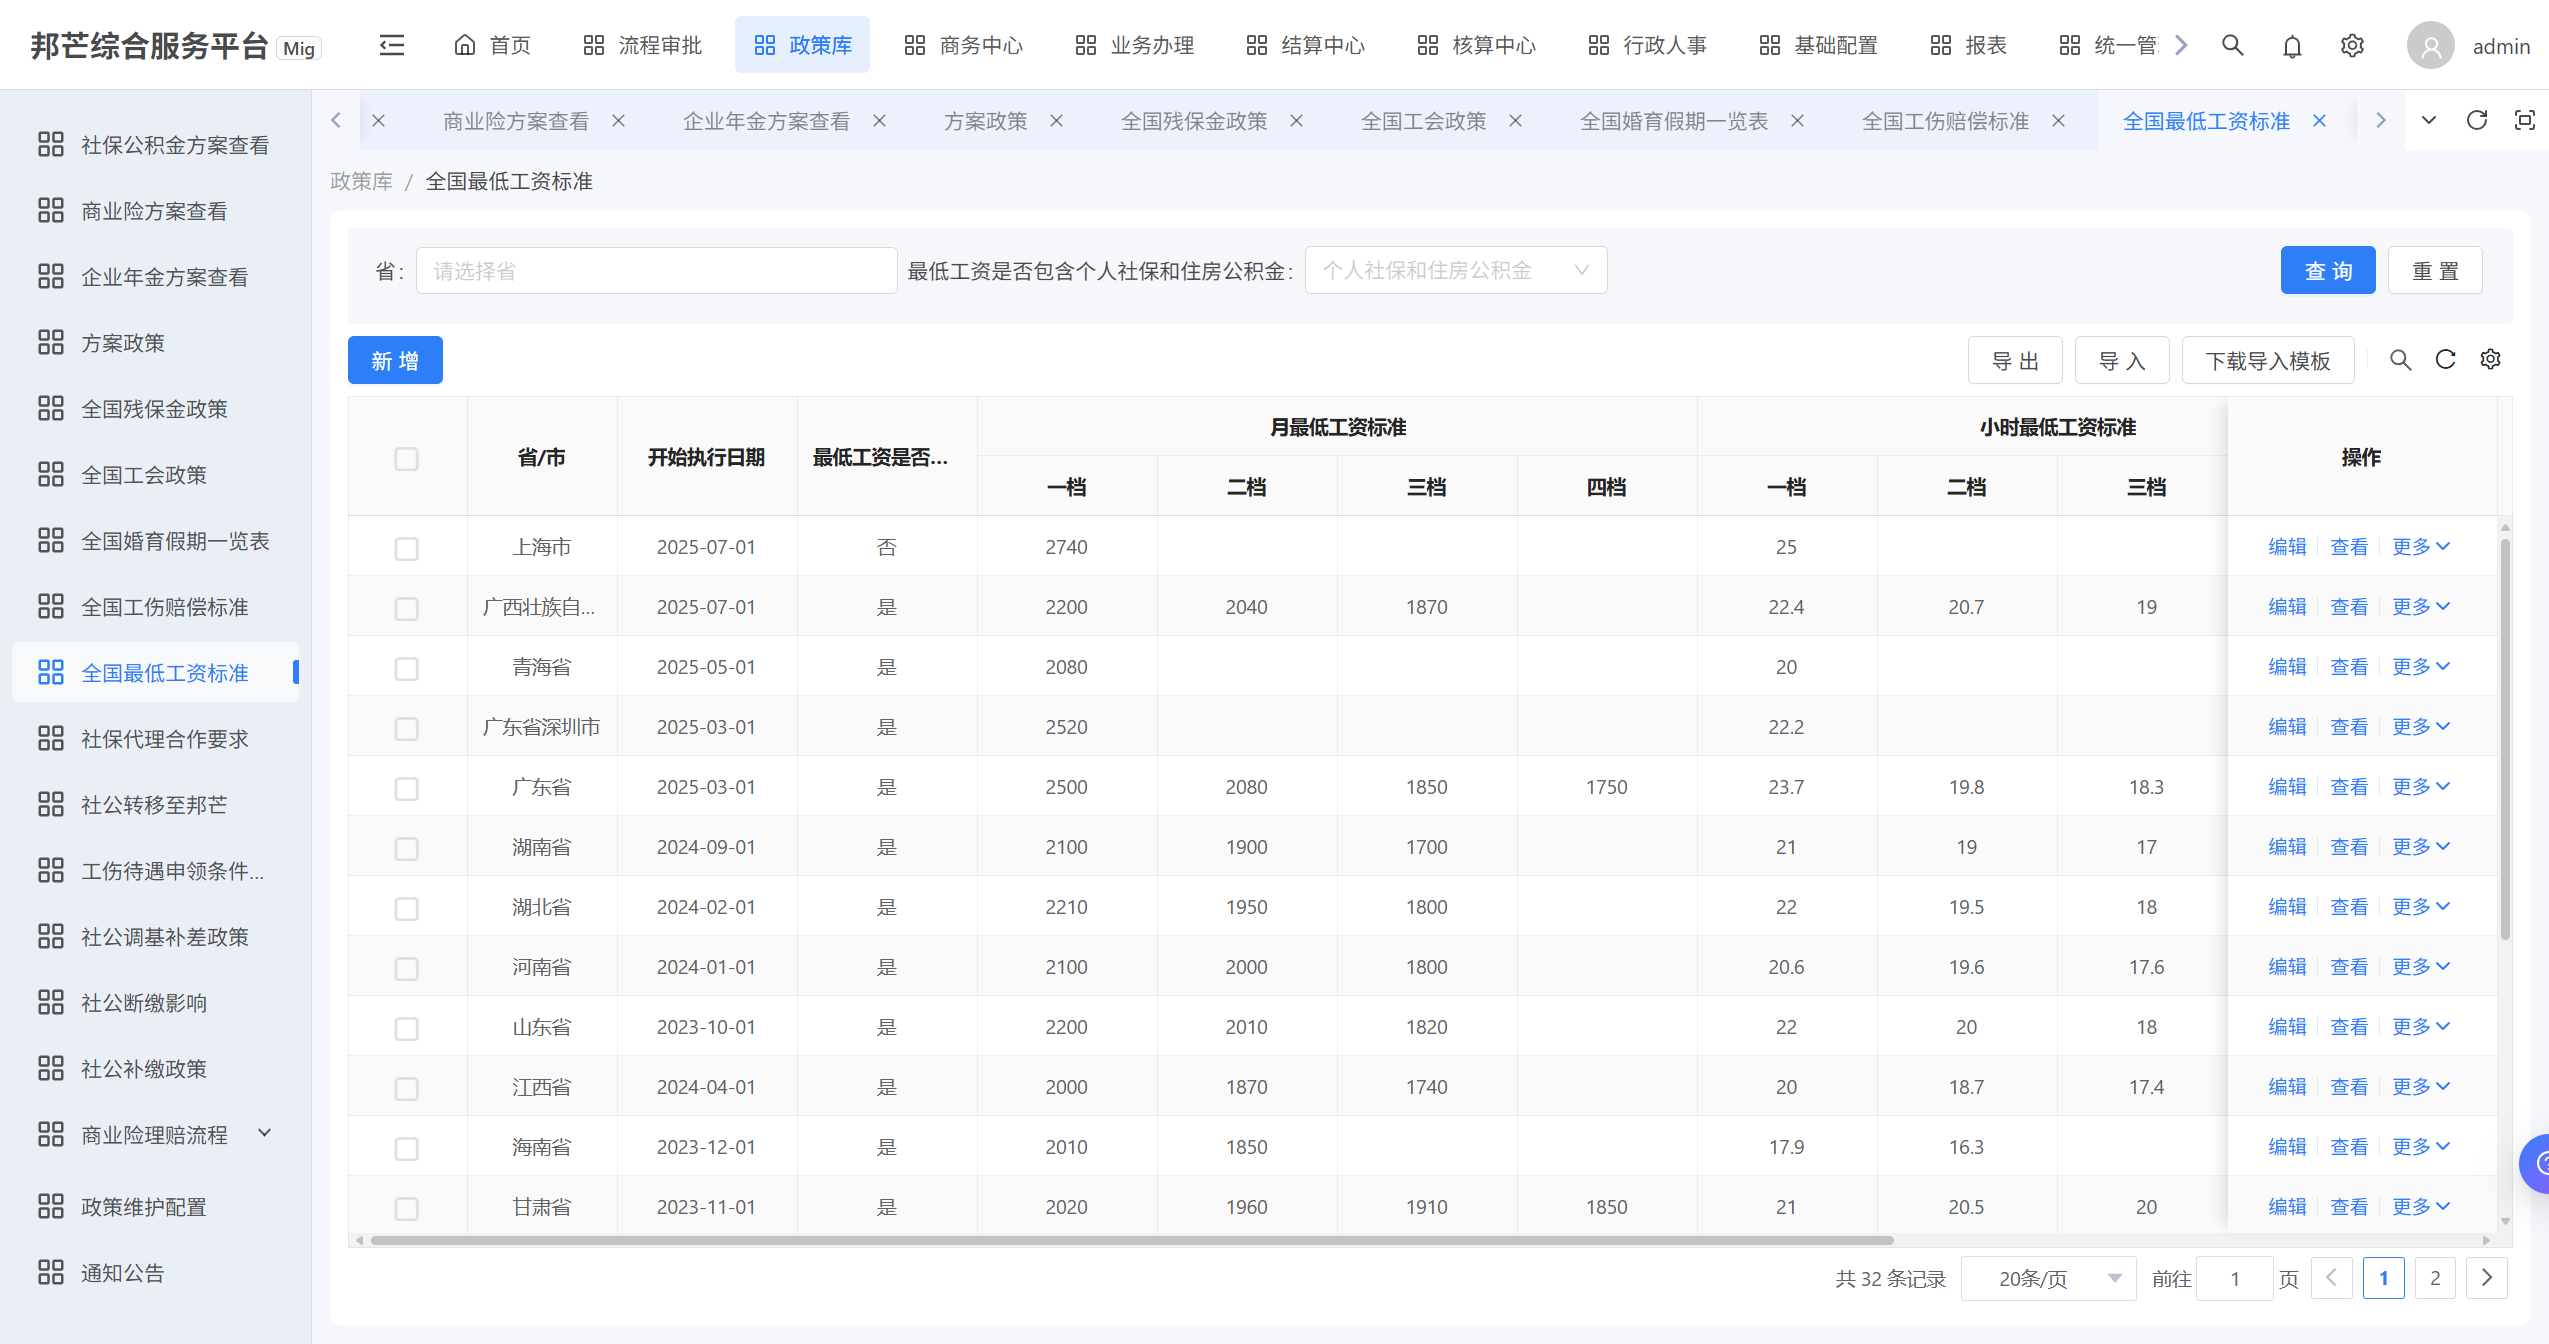 邦芒综合服务平台 Mig 首页 流程审批 政策库 商务中心 业务办理 结算中心 核算中心 行政人事 基础配置 报表 统一管 admin
社保公积金方案查看
商业险方案查看
企业年金方案查看
方案政策
全国残保金政策
全国工会政策
全国婚育假期一览表
全国工伤赔偿标准
全国最低工资标准
社保代理合作要求
社公转移至邦芒
工伤待遇申领条件...
社公调基补差政策
社公断缴影响
社公补缴政策
商业险理赔流程
政策维护配置
通知公告
商业险方案查看 企业年金方案查看 方案政策 全国残保金政策 全国工会政策 全国婚育假期一览表 全国工伤赔偿标准 全国最低工资标准
政策库 / 全国最低工资标准
省: 请选择省 最低工资是否包含个人社保和住房公积金: 个人社保和住房公积金 查 询 重 置
新 增 导 出 导 入 下载导入模板
省/市 开始执行日期 最低工资是否... 月最低工资标准 小时最低工资标准 操作
一档 二档 三档 四档 一档 二档 三档
上海市 2025-07-01 否 2740 25 编辑 查看 更多
广西壮族自... 2025-07-01 是 2200 2040 1870 22.4 20.7 19 编辑 查看 更多
青海省 2025-05-01 是 2080 20 编辑 查看 更多
广东省深圳市 2025-03-01 是 2520 22.2 编辑 查看 更多
广东省 2025-03-01 是 2500 2080 1850 1750 23.7 19.8 18.3 编辑 查看 更多
湖南省 2024-09-01 是 2100 1900 1700 21 19 17 编辑 查看 更多
湖北省 2024-02-01 是 2210 1950 1800 22 19.5 18 编辑 查看 更多
河南省 2024-01-01 是 2100 2000 1800 20.6 19.6 17.6 编辑 查看 更多
山东省 2023-10-01 是 2200 2010 1820 22 20 18 编辑 查看 更多
江西省 2024-04-01 是 2000 1870 1740 20 18.7 17.4 编辑 查看 更多
海南省 2023-12-01 是 2010 1850 17.9 16.3 编辑 查看 更多
甘肃省 2023-11-01 是 2020 1960 1910 1850 21 20.5 20 编辑 查看 更多
共 32 条记录 20条/页 前往 1 页 1 2